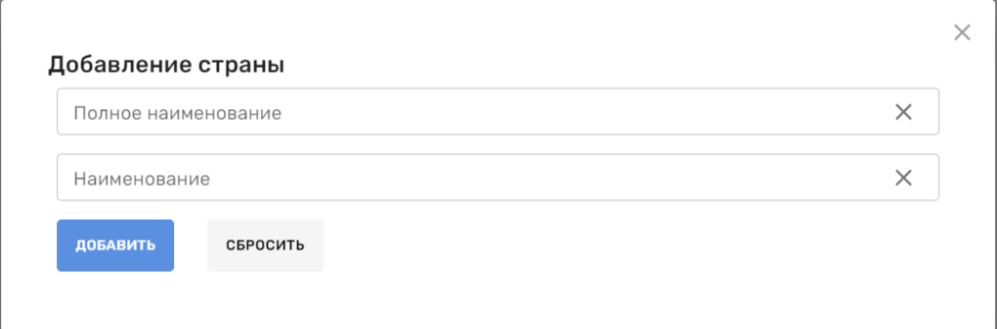 Добавление страны
Полное наименование
Наименование
ДОБАВИТЬ СБРОСИТЬ